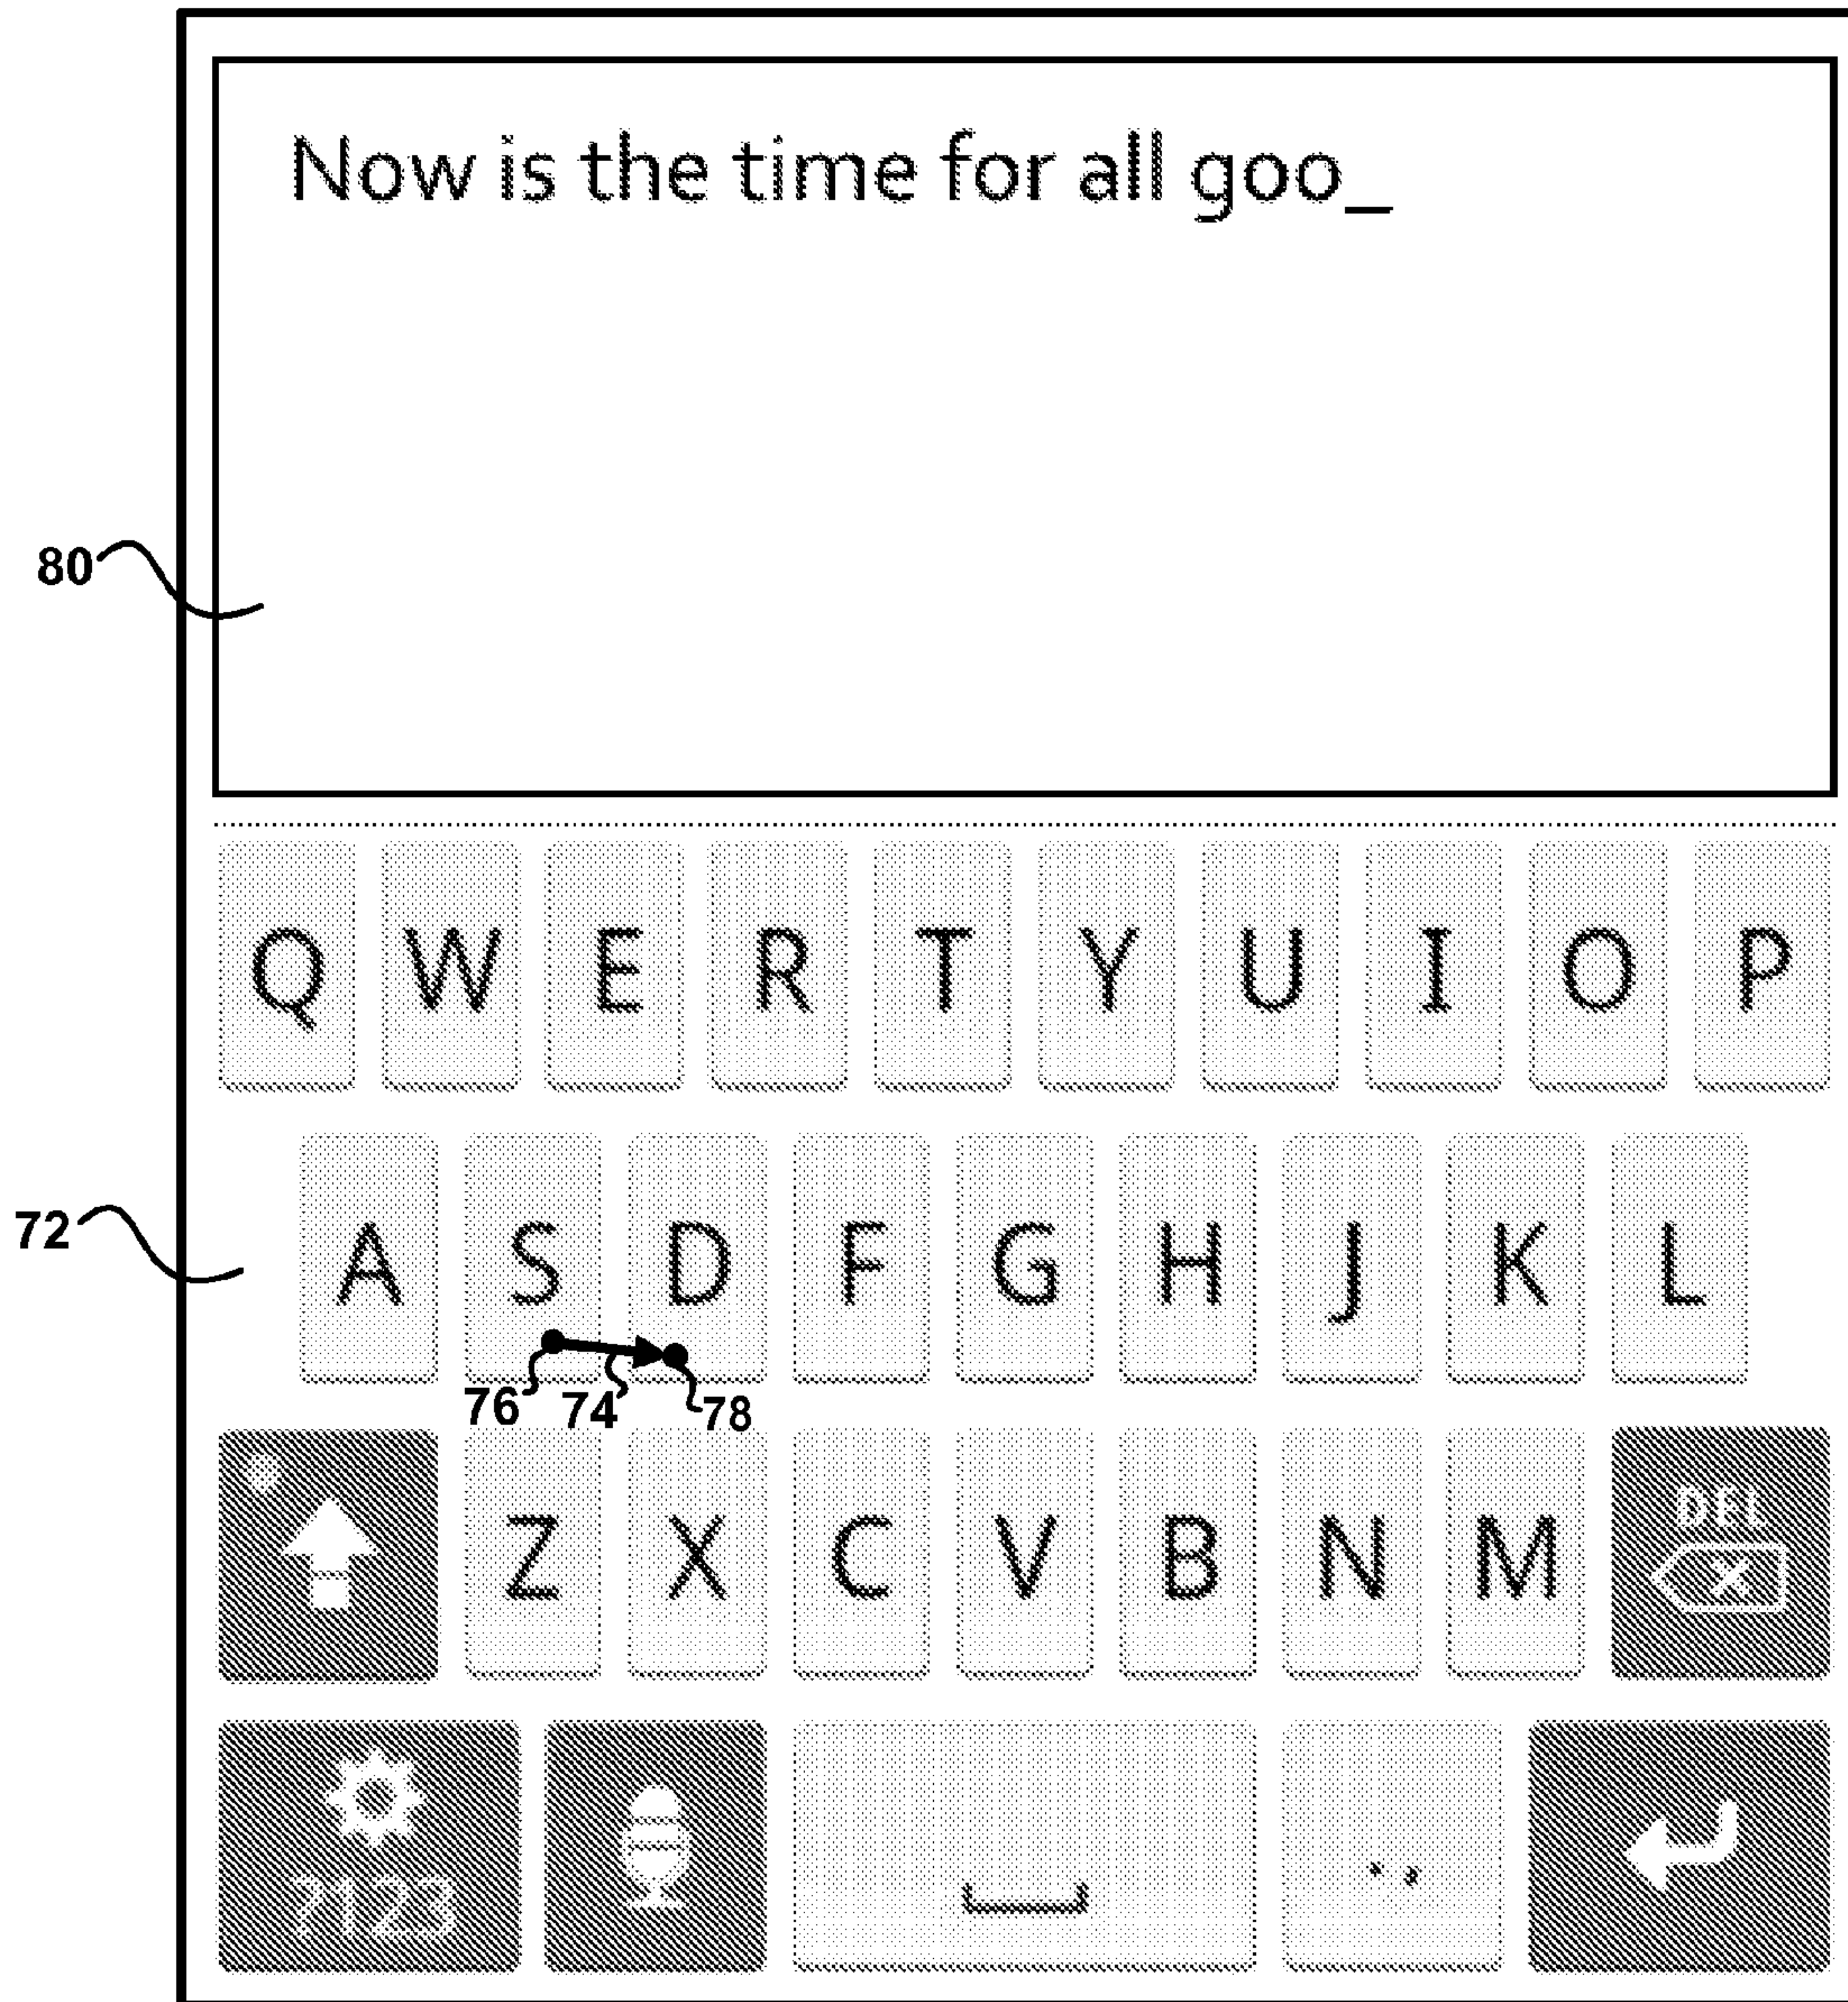 Now is the time for all goo_
80
Q W E R T Y U I O P
72
A S D F G H J K L
76 74 78
Z X C V B N M DEL
?123 . ,